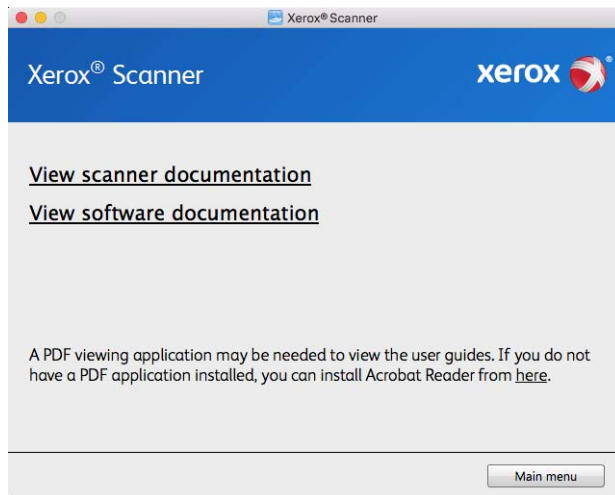 Xerox® Scanner
Xerox® Scanner
xerox ®
View scanner documentation
View software documentation
A PDF viewing application may be needed to view the user guides. If you do not
have a PDF application installed, you can install Acrobat Reader from here.
Main menu